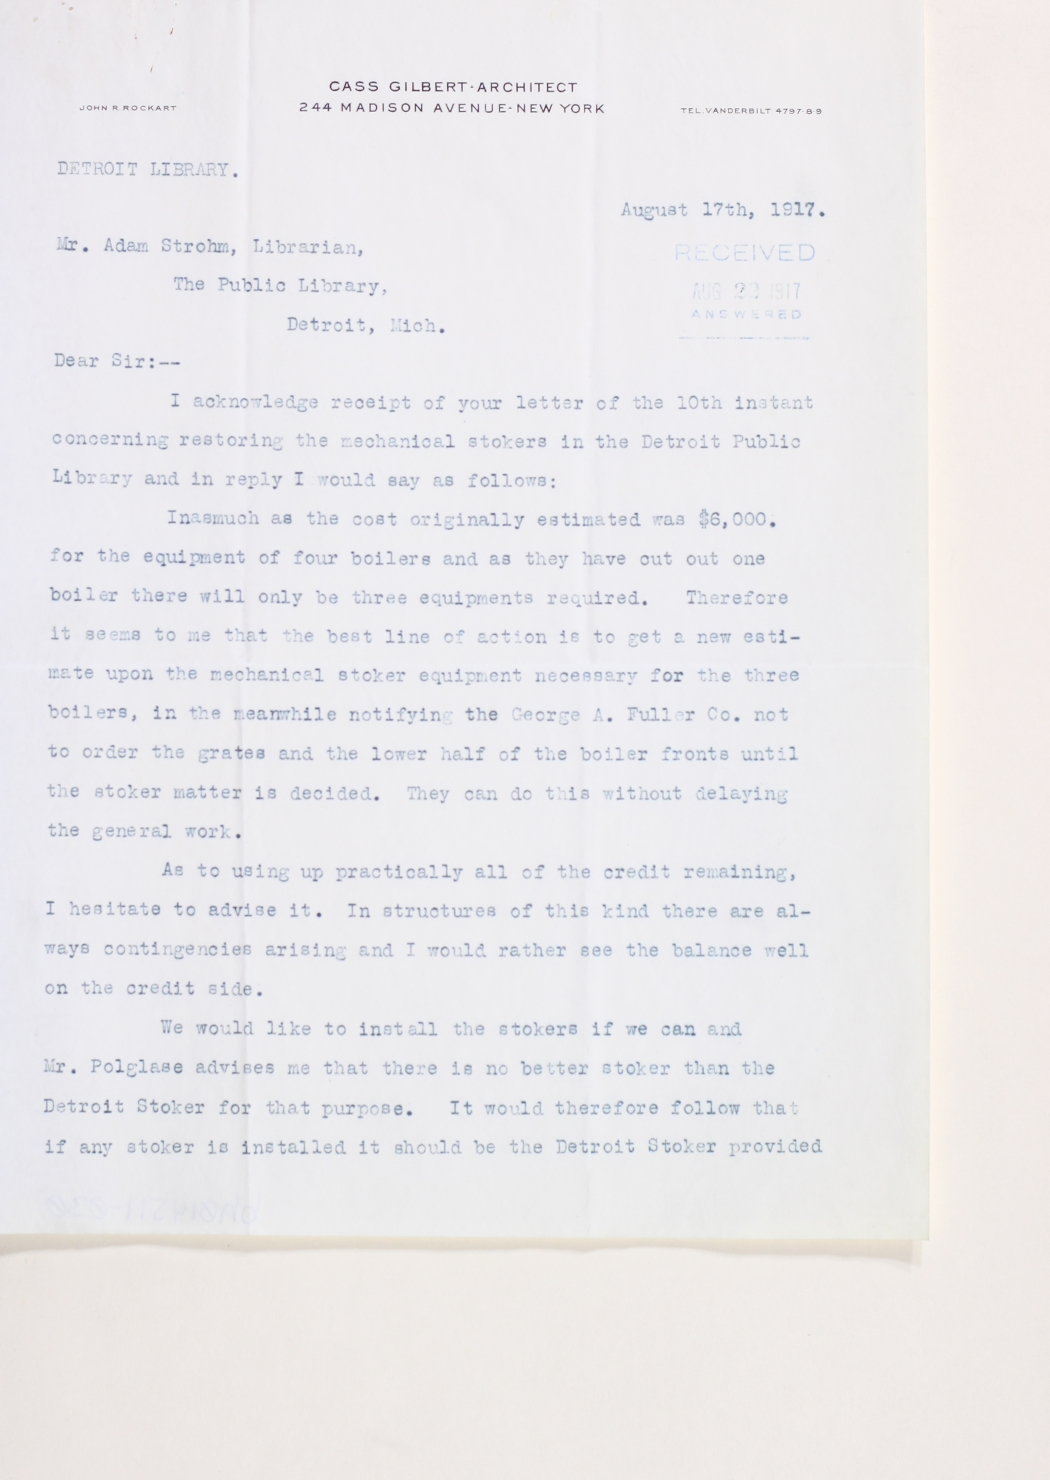 CASS GILBERT·ARCHITECT
JOHN R. ROCKART 244 MADISON AVENUE·NEW YORK TEL. VANDERBILT 4797-8-9
DETROIT LIBRARY.
August 17th, 1917.
Mr. Adam Strohm, Librarian,
RECEIVED
The Public Library,
AUG 22 1917
ANSWERED
Detroit, Mich.
Dear Sir:--
I acknowledge receipt of your letter of the 10th instant
concerning restoring the mechanical stokers in the Detroit Public
Library and in reply I would say as follows:
Inasmuch as the cost originally estimated was $6,000.
for the equipment of four boilers and as they have cut out one
boiler there will only be three equipments required. Therefore
it seems to me that the best line of action is to get a new esti-
mate upon the mechanical stoker equipment necessary for the three
boilers, in the meanwhile notifying the George A. Fuller Co. not
to order the grates and the lower half of the boiler fronts until
the stoker matter is decided. They can do this without delaying
the general work.
As to using up practically all of the credit remaining,
I hesitate to advise it. In structures of this kind there are al-
ways contingencies arising and I would rather see the balance well
on the credit side.
We would like to install the stokers if we can and
Mr. Polglase advises me that there is no better stoker than the
Detroit Stoker for that purpose. It would therefore follow that
if any stoker is installed it should be the Detroit Stoker provided